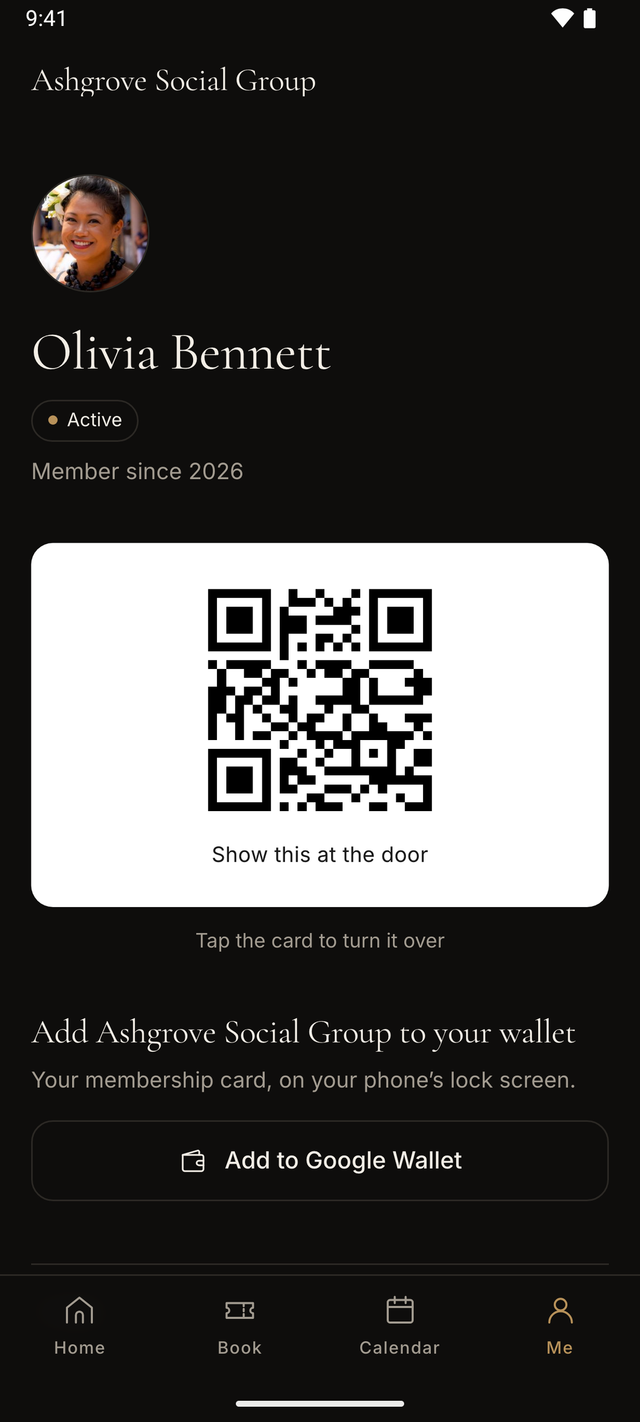 9:41
Ashgrove Social Group
Olivia Bennett
Active
Member since 2026
Show this at the door
Tap the card to turn it over
Add Ashgrove Social Group to your wallet
Your membership card, on your phone’s lock screen.
Add to Google Wallet
Home
Book
Calendar
Me